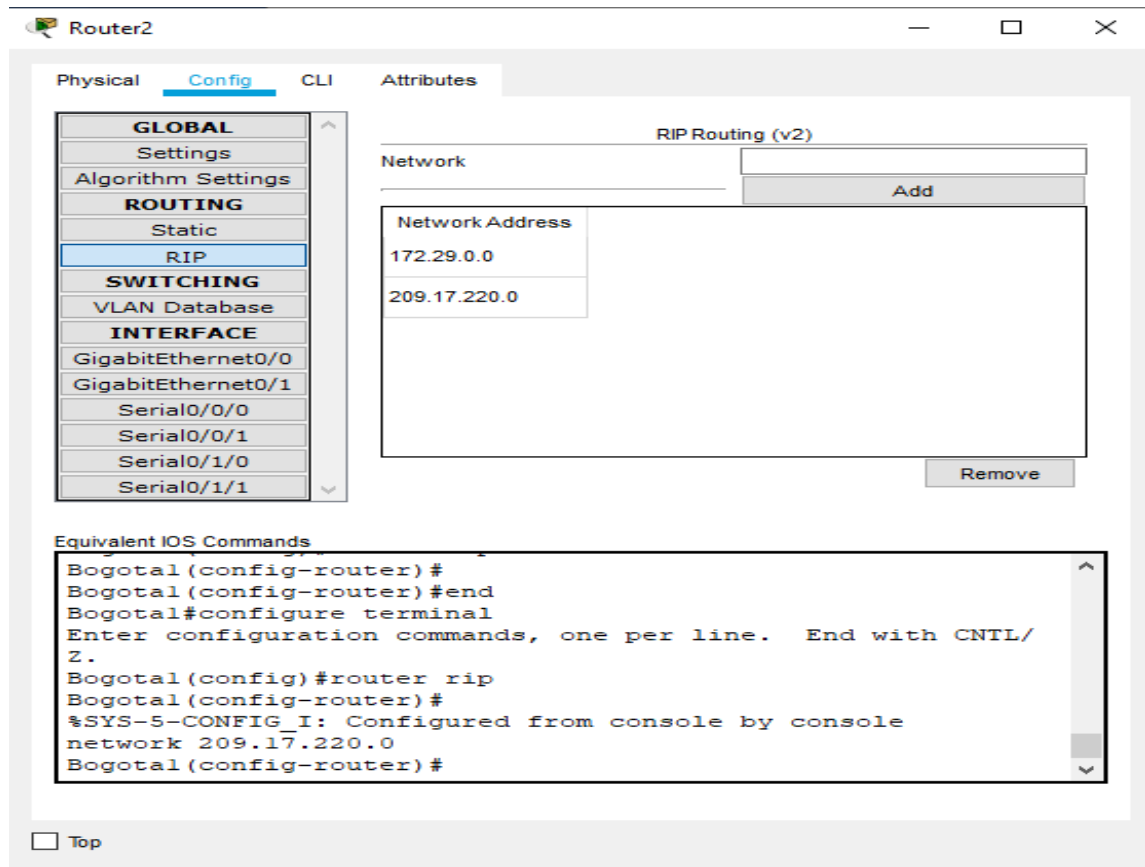 Router2
Physical Config CLI Attributes
GLOBAL
Settings
Algorithm Settings
ROUTING
Static
RIP
SWITCHING
VLAN Database
INTERFACE
GigabitEthernet0/0
GigabitEthernet0/1
Serial0/0/0
Serial0/0/1
Serial0/1/0
Serial0/1/1
RIP Routing (v2)
Network
Add
Network Address
172.29.0.0
209.17.220.0
Remove
Equivalent IOS Commands
Bogota1(config-router)#
Bogota1(config-router)#end
Bogota1#configure terminal
Enter configuration commands, one per line. End with CNTL/
Z.
Bogota1(config)#router rip
Bogota1(config-router)#
%SYS-5-CONFIG_I: Configured from console by console
network 209.17.220.0
Bogota1(config-router)#
Top